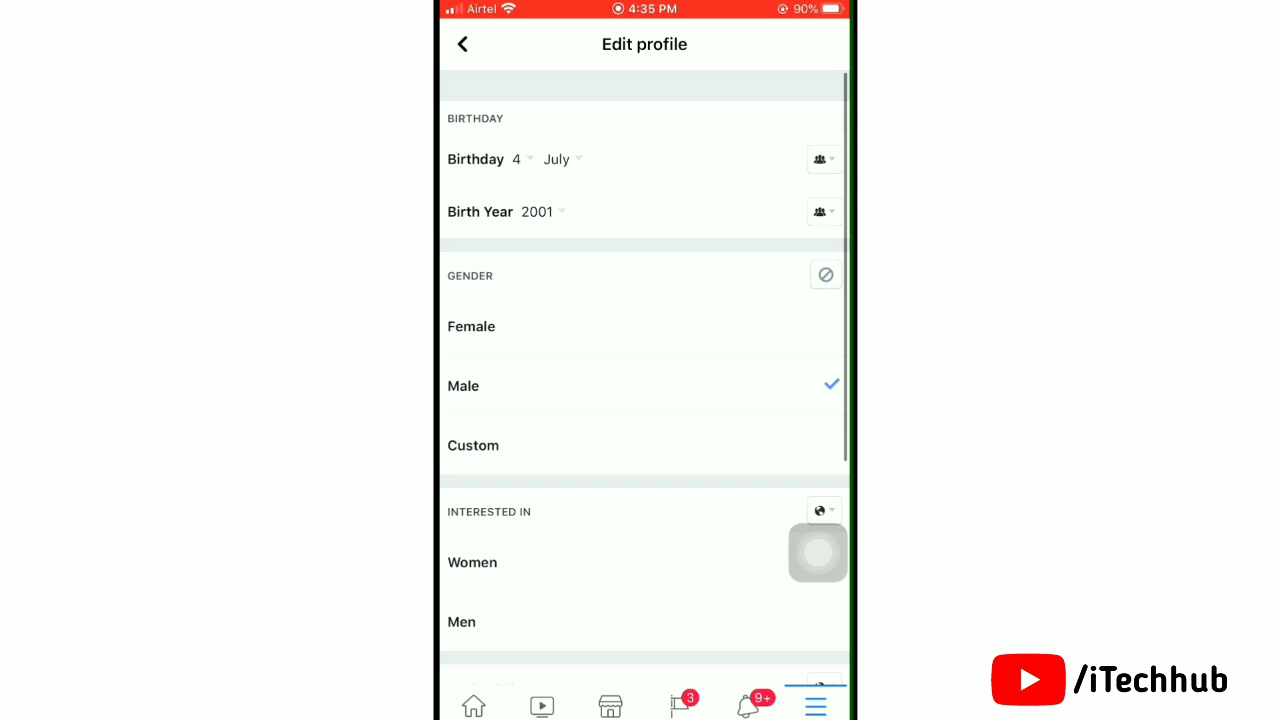 Airtel 4:35 PM 90%
Edit profile
BIRTHDAY
Birthday 4 July
Birth Year 2001
GENDER
Female
Male
Custom
INTERESTED IN
Women
Men
3 9+
/iTechhub